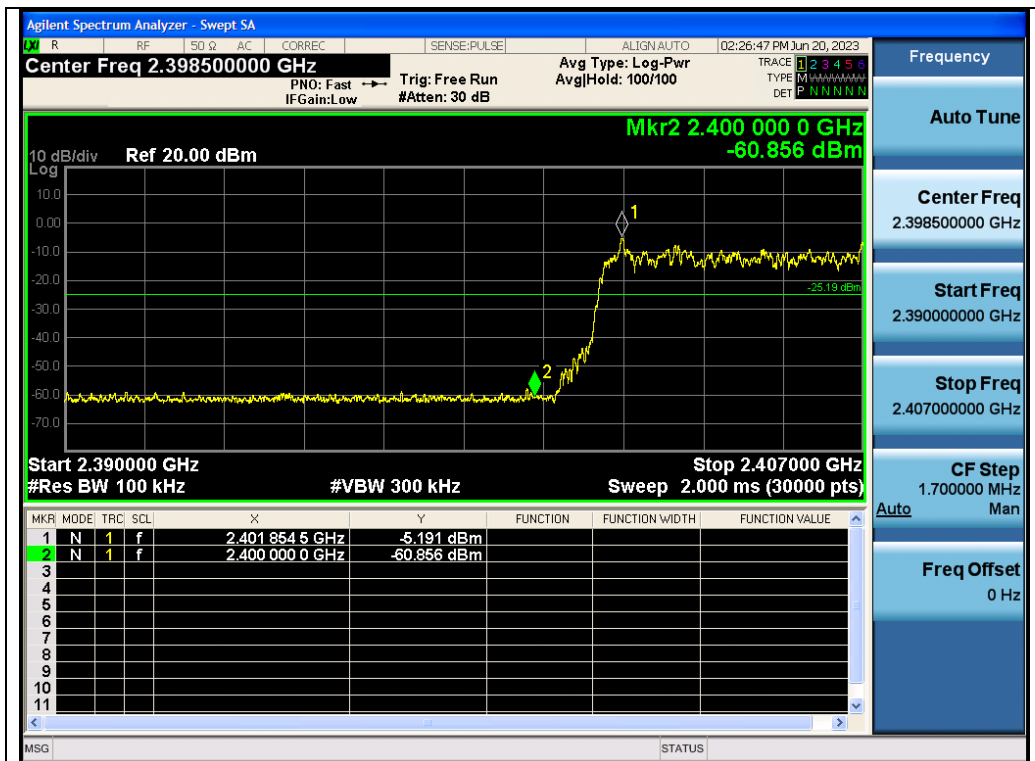 Agilent Spectrum Analyzer - Swept SA
LXI R RF 50 Ω AC CORREC SENSE:PULSE ALIGN AUTO 02:26:47 PM Jun 20, 2023
Center Freq 2.398500000 GHz
PNO: Fast
IFGain:Low
Trig: Free Run
#Atten: 30 dB
Avg Type: Log-Pwr
Avg|Hold: 100/100
TRACE 1 2 3 4 5 6
TYPE M
DET P N N N N N
Mkr2 2.400 000 0 GHz
-60.856 dBm
10 dB/div Ref 20.00 dBm
Log
10.0
0.00
-10.0
-20.0
-30.0
-40.0
-50.0
-60.0
-70.0
1
2
-25.19 dBm
Start 2.390000 GHz Stop 2.407000 GHz
#Res BW 100 kHz #VBW 300 kHz Sweep 2.000 ms (30000 pts)
MKR MODE TRC SCL X Y FUNCTION FUNCTION WIDTH FUNCTION VALUE
1 N 1 f 2.401 854 5 GHz -5.191 dBm
2 N 1 f 2.400 000 0 GHz -60.856 dBm
3
4
5
6
7
8
9
10
11
MSG STATUS
Frequency
Auto Tune
Center Freq
2.398500000 GHz
Start Freq
2.390000000 GHz
Stop Freq
2.407000000 GHz
CF Step
1.700000 MHz
Auto Man
Freq Offset
0 Hz